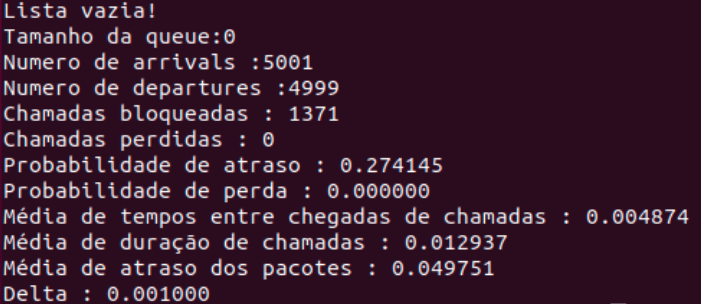 Lista vazia!
Tamanho da queue:0
Numero de arrivals :5001
Numero de departures :4999
Chamadas bloqueadas : 1371
Chamadas perdidas : 0
Probabilidade de atraso : 0.274145
Probabilidade de perda : 0.000000
Média de tempos entre chegadas de chamadas : 0.004874
Média de duração de chamadas : 0.012937
Média de atraso dos pacotes : 0.049751
Delta : 0.001000